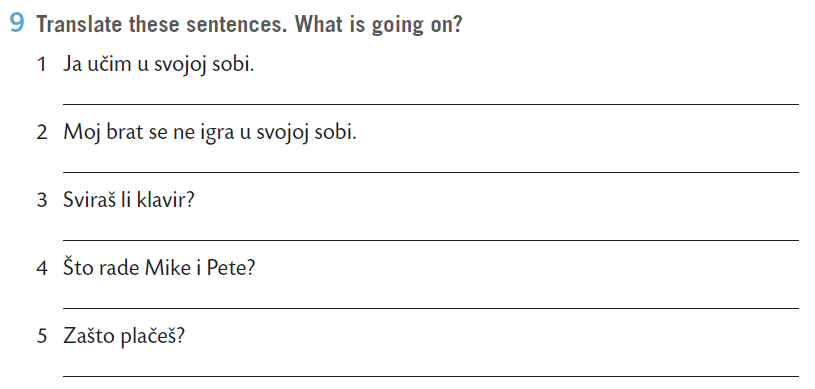 9 Translate these sentences. What is going on?
1 Ja učim u svojoj sobi.
2 Moj brat se ne igra u svojoj sobi.
3 Sviraš li klavir?
4 Što rade Mike i Pete?
5 Zašto plačeš?